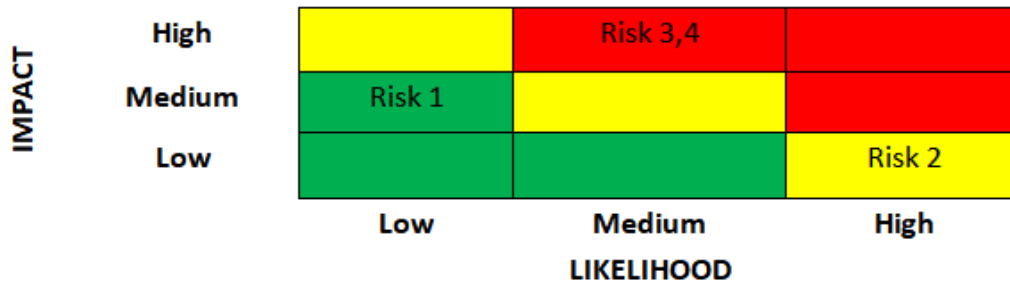 IMPACT
High Risk 3,4
Medium Risk 1
Low Risk 2
Low Medium High
LIKELIHOOD